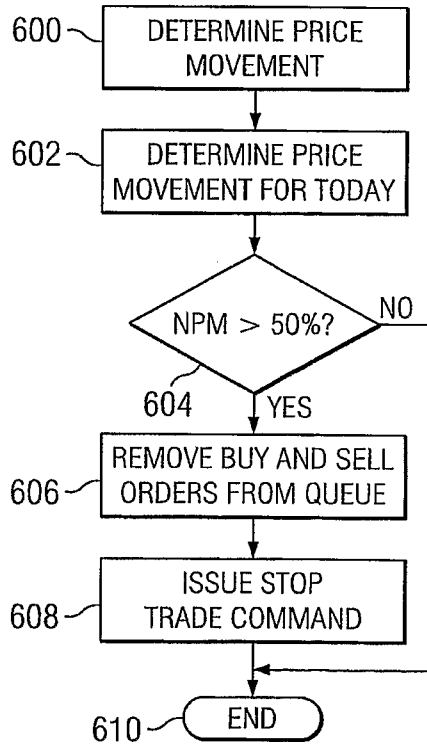 600
DETERMINE PRICE
MOVEMENT
602
DETERMINE PRICE
MOVEMENT FOR TODAY
NPM > 50%?
NO
604
YES
606
REMOVE BUY AND SELL
ORDERS FROM QUEUE
608
ISSUE STOP
TRADE COMMAND
610
END